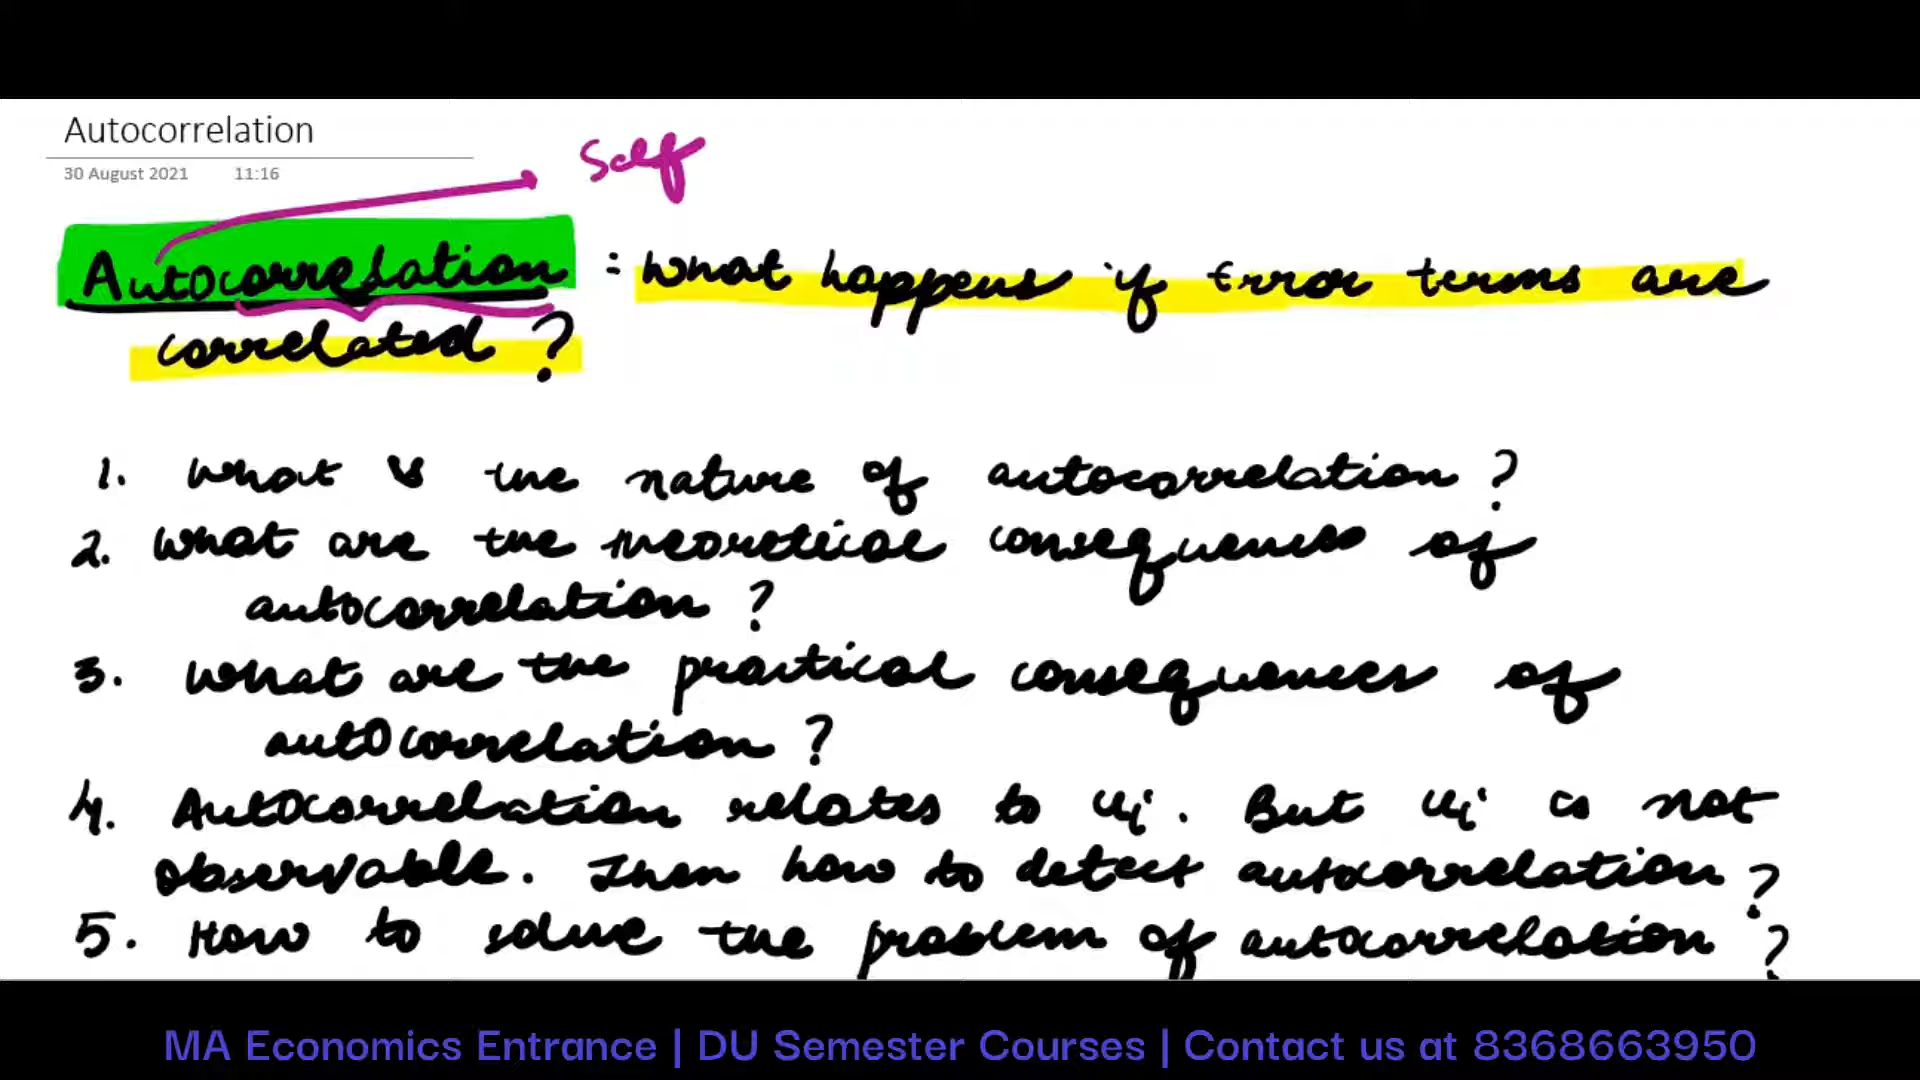 Autocorrelation
30 August 2021 11:16
Self
Autocorrelation : What happens if Error terms are
correlated ?
1. What is the nature of autocorrelation ?
2. What are the theoretical consequences of
autocorrelation ?
3. What are the practical consequences of
autocorrelation ?
4. Autocorrelation relates to ui. But ui is not
observable. Then how to detect autocorrelation ?
5. How to solve the problem of autocorrelation ?
MA Economics Entrance | DU Semester Courses | Contact us at 8368663950